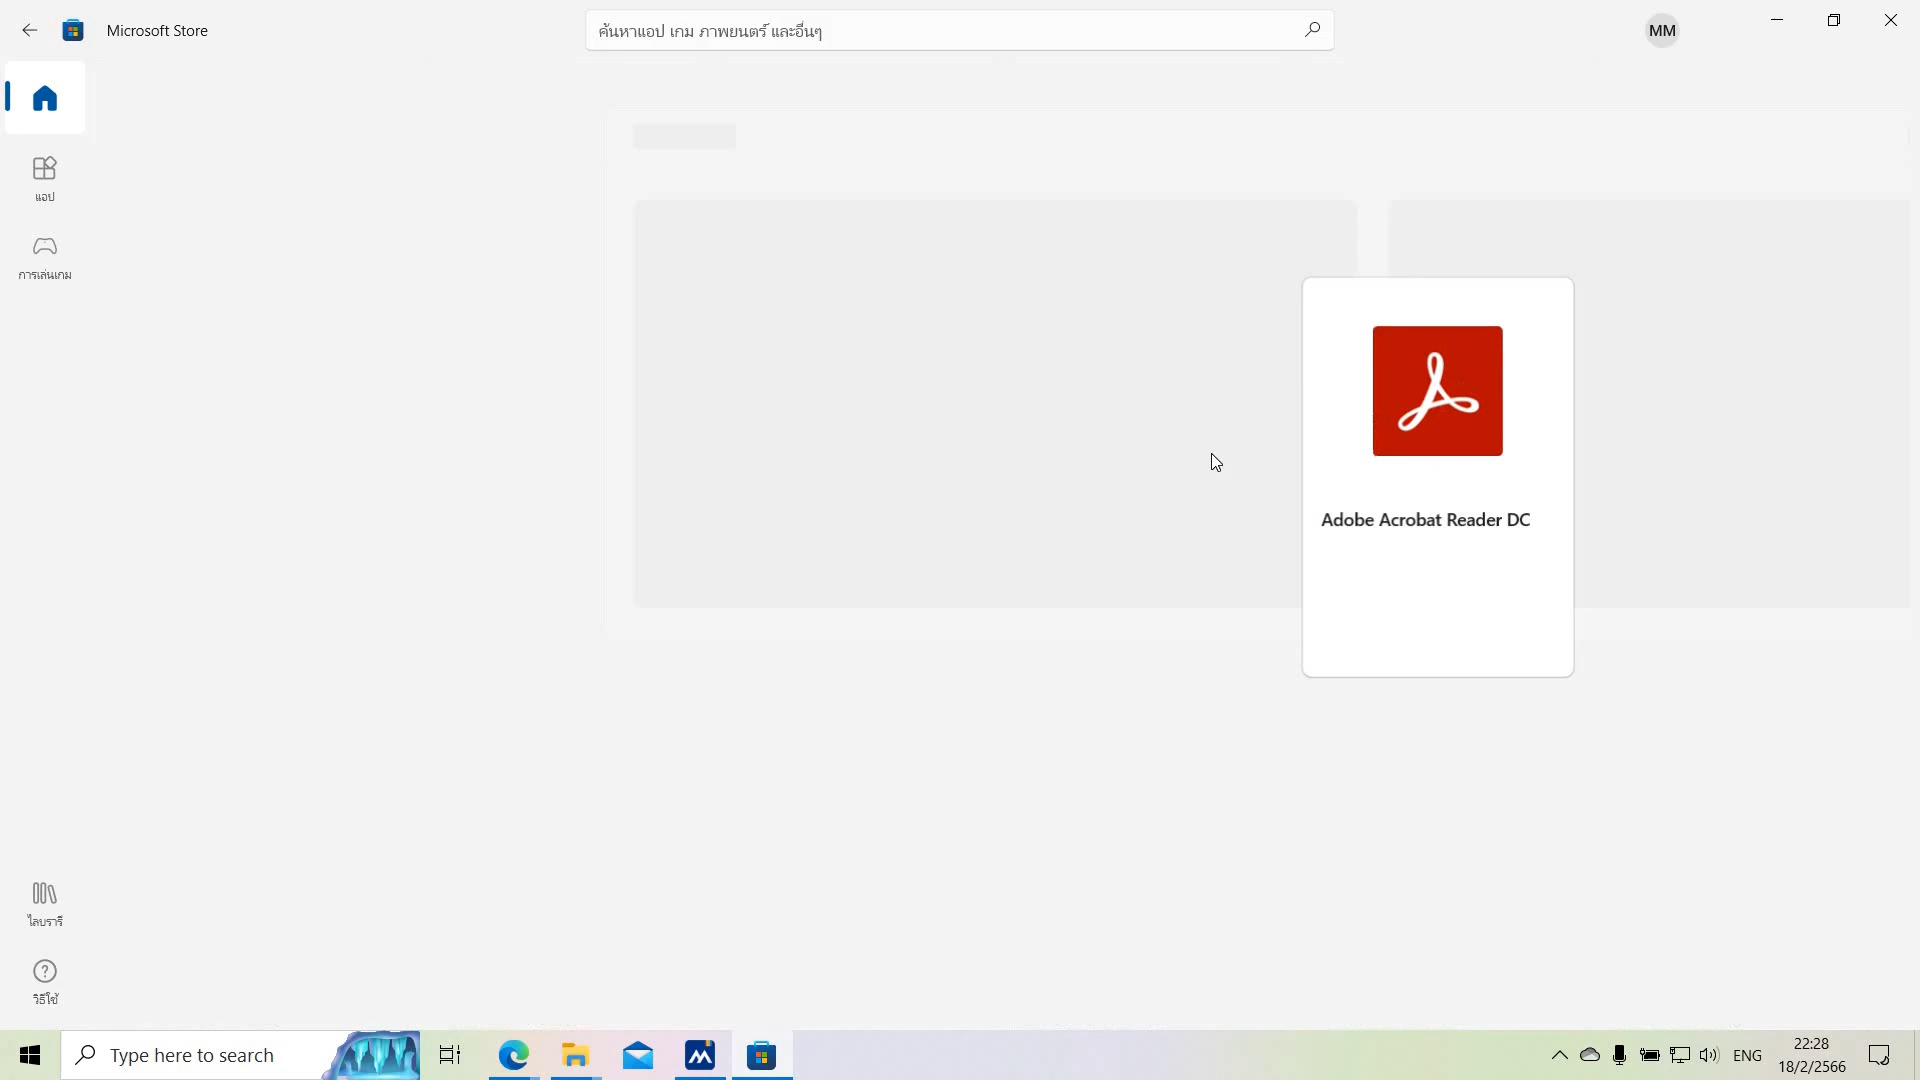 Microsoft Store
ค้นหาแอป เกม ภาพยนตร์ และอื่นๆ
MM
แอป
การเล่นเกม
Adobe Acrobat Reader DC
ไลบรารี
วิธีใช้
Type here to search
ENG
22:28
18/2/2566